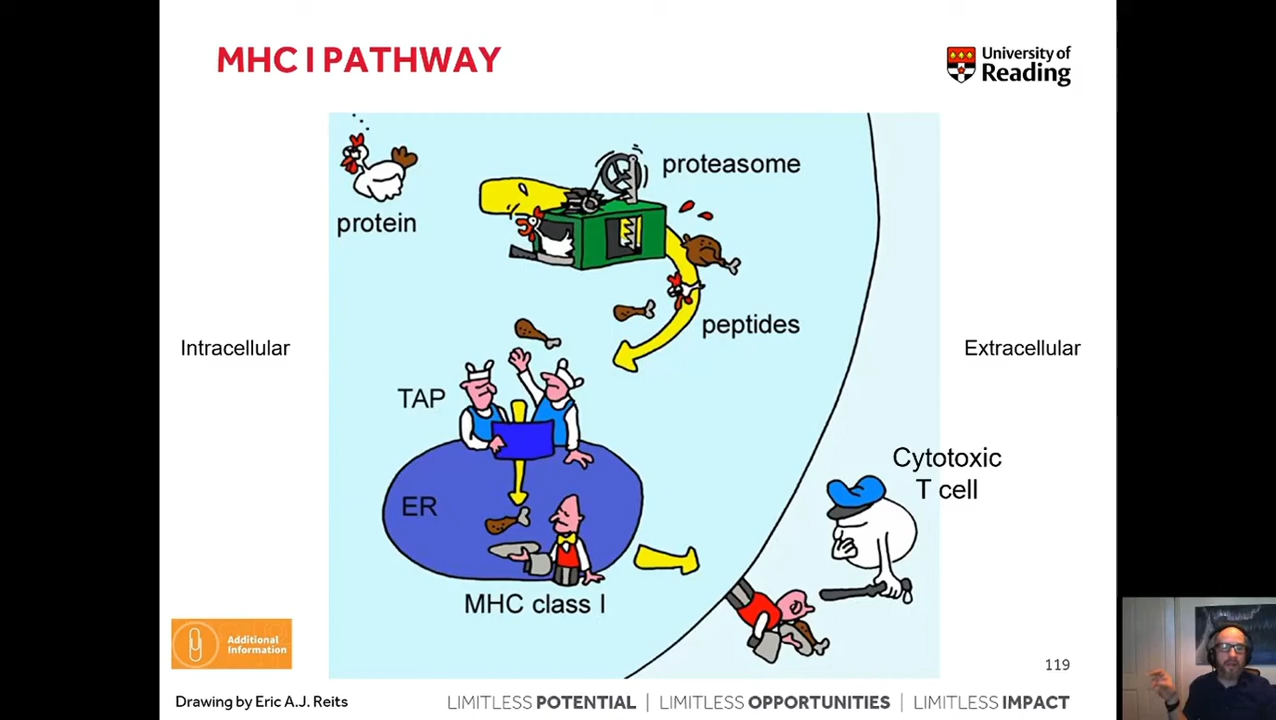 MHC I PATHWAY
University of
Reading
proteasome
protein
peptides
Intracellular
Extracellular
TAP
Cytotoxic
T cell
ER
MHC class I
Additional
Information
119
Drawing by Eric A.J. Reits
LIMITLESS POTENTIAL | LIMITLESS OPPORTUNITIES | LIMITLESS IMPACT